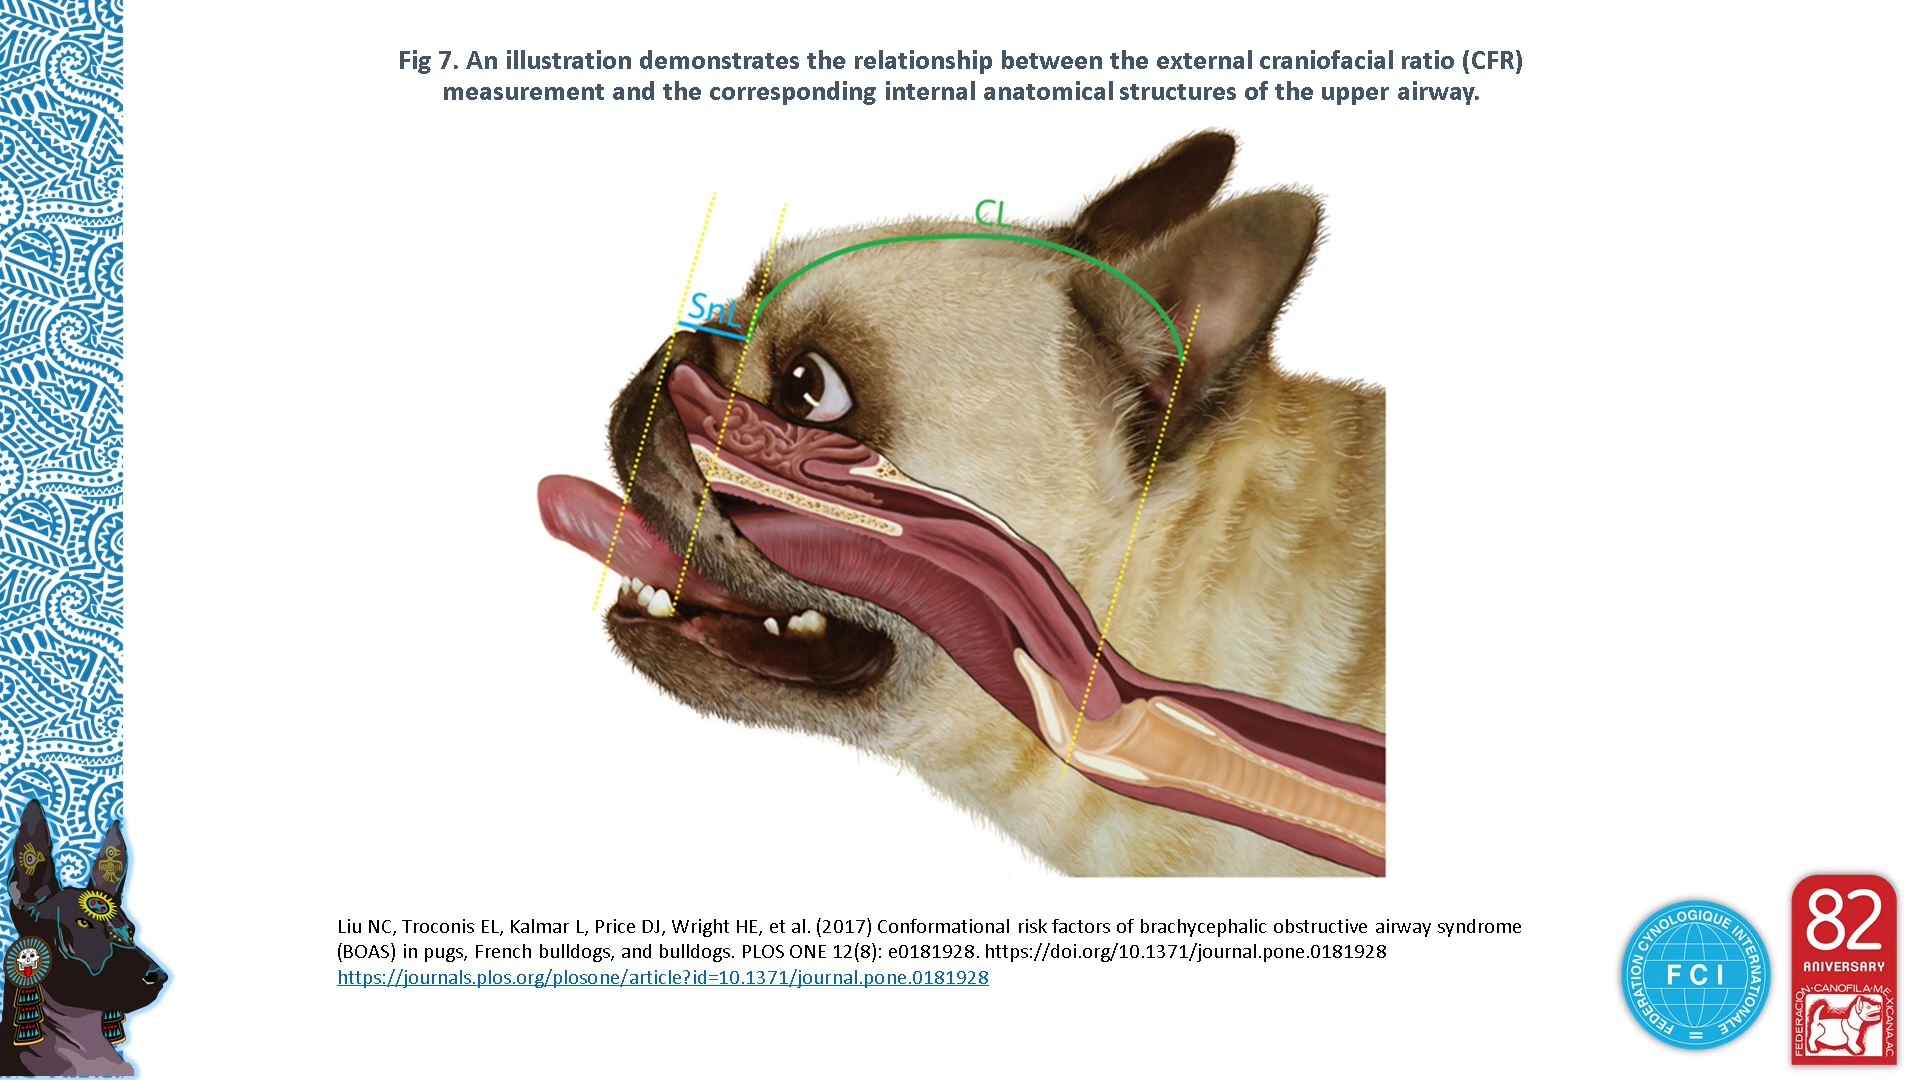 Fig 7. An illustration demonstrates the relationship between the external craniofacial ratio (CFR)
measurement and the corresponding internal anatomical structures of the upper airway.
CL
SnL
Liu NC, Troconis EL, Kalmar L, Price DJ, Wright HE, et al. (2017) Conformational risk factors of brachycephalic obstructive airway syndrome
(BOAS) in pugs, French bulldogs, and bulldogs. PLOS ONE 12(8): e0181928. https://doi.org/10.1371/journal.pone.0181928
https://journals.plos.org/plosone/article?id=10.1371/journal.pone.0181928
FEDERATION CYNOLOGIQUE INTERNATIONALE
FCI
82
ANIVERSARY
FEDERACION·CANOFILA·MEXICANA,AC